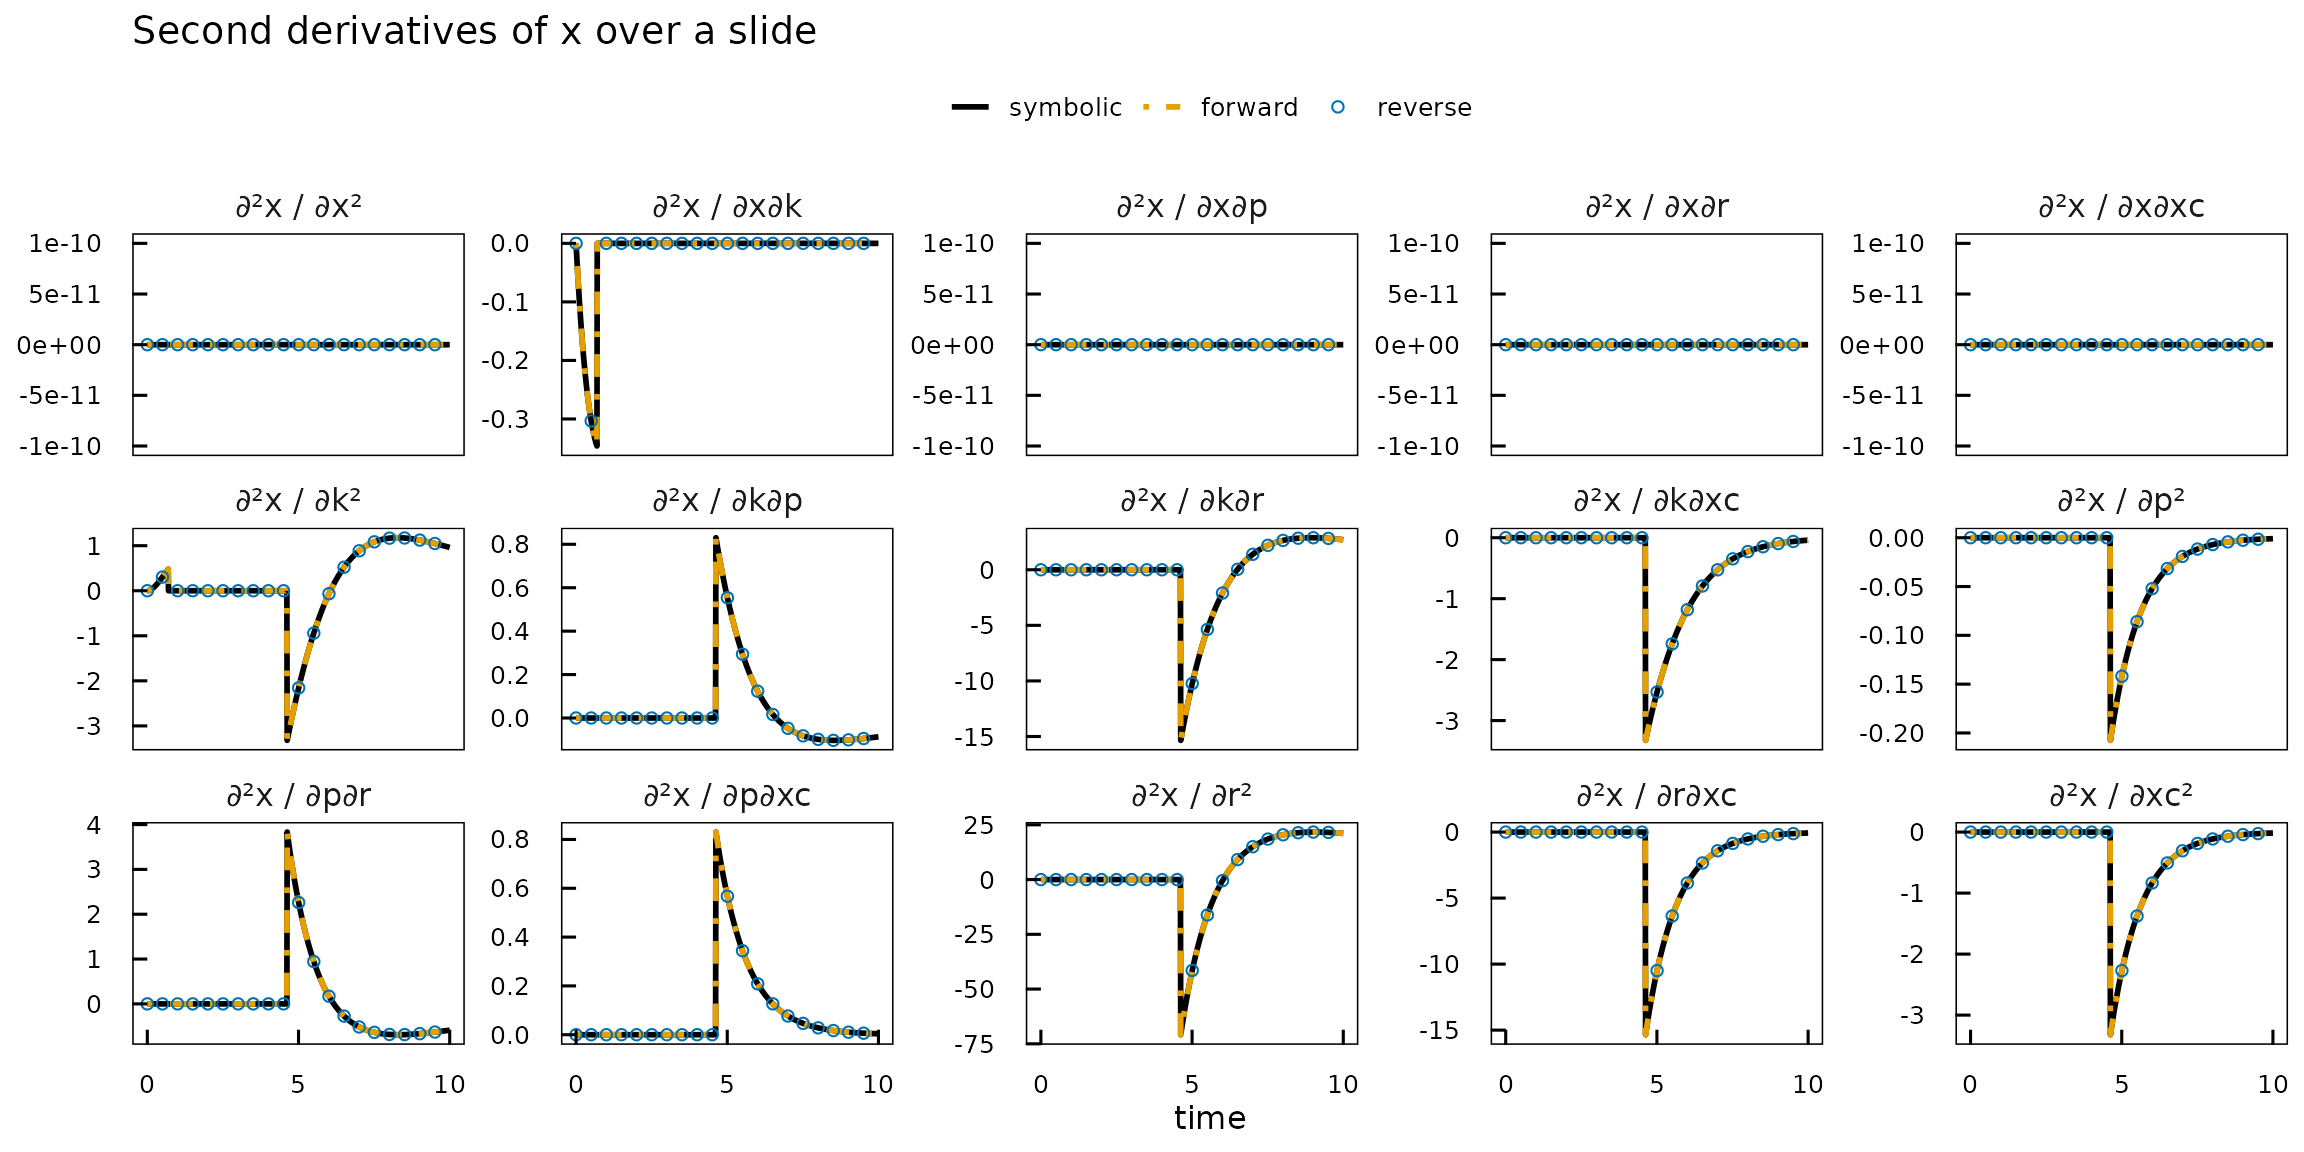 Second derivatives of x over a slide
symbolic forward reverse
∂²x / ∂x² ∂²x / ∂x∂k ∂²x / ∂x∂p ∂²x / ∂x∂r ∂²x / ∂x∂xc
1e-10 0.0 1e-10 1e-10 1e-10
5e-11 -0.1 5e-11 5e-11 5e-11
0e+00 -0.2 0e+00 0e+00 0e+00
-5e-11 -0.3 -5e-11 -5e-11 -5e-11
-1e-10 -1e-10 -1e-10 -1e-10
∂²x / ∂k² ∂²x / ∂k∂p ∂²x / ∂k∂r ∂²x / ∂k∂xc ∂²x / ∂p²
1 0.8 0 0 0.00
0 0.6 -5 -1 -0.05
-1 0.4 -10 -2 -0.10
-2 0.2 -15 -3 -0.15
-3 0.0 -0.20
∂²x / ∂p∂r ∂²x / ∂p∂xc ∂²x / ∂r² ∂²x / ∂r∂xc ∂²x / ∂xc²
4 0.8 25 0 0
3 0.6 0 -5 -1
2 0.4 -25 -10 -2
1 0.2 -50 -15 -3
0 0.0 -75
0 5 10 0 5 10 0 5 10 0 5 10 0 5 10
time